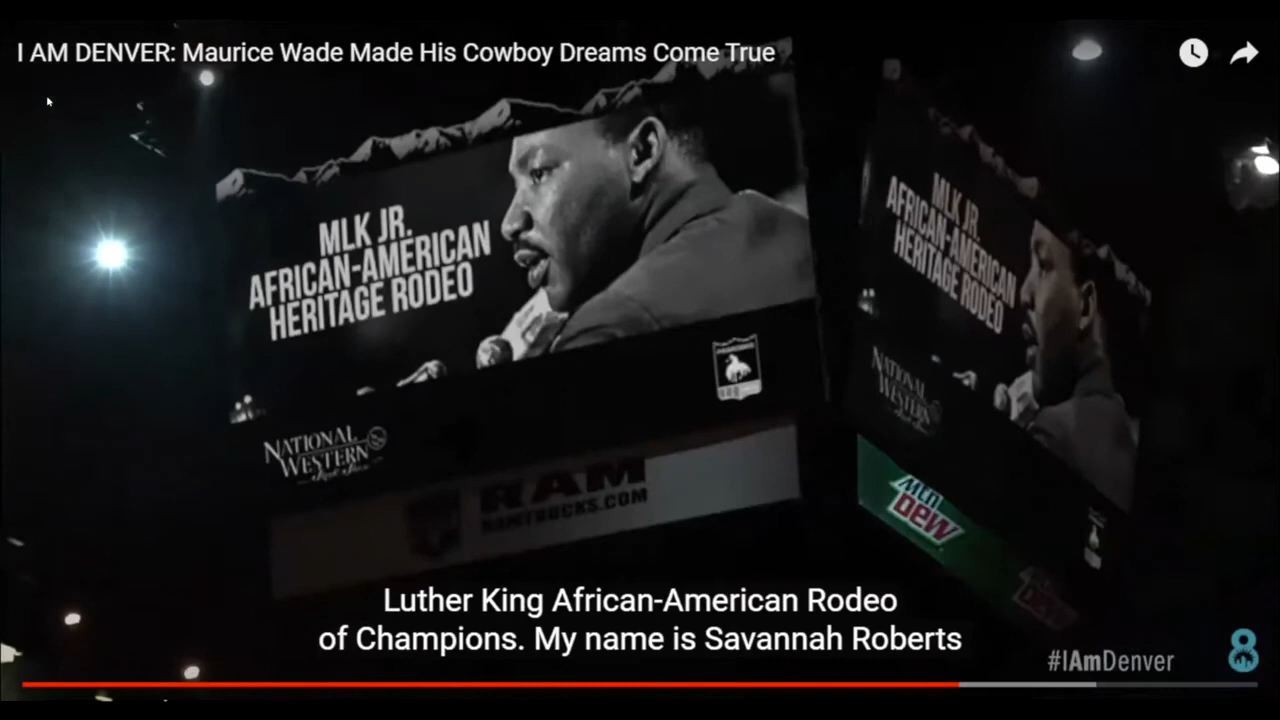 I AM DENVER: Maurice Wade Made His Cowboy Dreams Come True
MLK JR.
AFRICAN-AMERICAN
HERITAGE RODEO
NATIONAL
WESTERN
RAM
RAMTRUCKS.COM
MLK JR.
AFRICAN-AMERICAN
HERITAGE RODEO
NATIONAL
WESTERN
Mtn
Dew
Luther King African-American Rodeo
of Champions. My name is Savannah Roberts
#IAmDenver
8